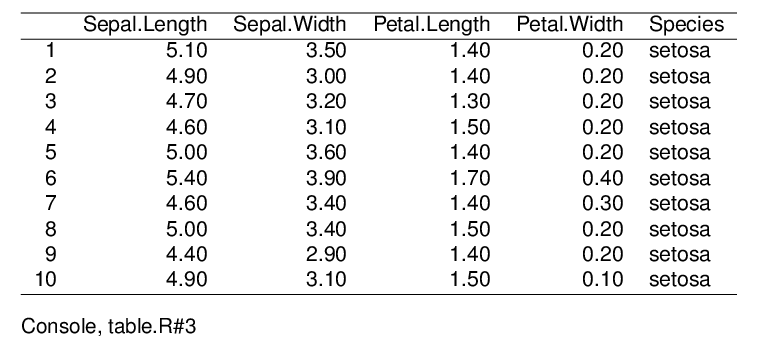 Sepal.Length Sepal.Width Petal.Length Petal.Width Species
1 5.10 3.50 1.40 0.20 setosa
2 4.90 3.00 1.40 0.20 setosa
3 4.70 3.20 1.30 0.20 setosa
4 4.60 3.10 1.50 0.20 setosa
5 5.00 3.60 1.40 0.20 setosa
6 5.40 3.90 1.70 0.40 setosa
7 4.60 3.40 1.40 0.30 setosa
8 5.00 3.40 1.50 0.20 setosa
9 4.40 2.90 1.40 0.20 setosa
10 4.90 3.10 1.50 0.10 setosa
Console, table.R#3